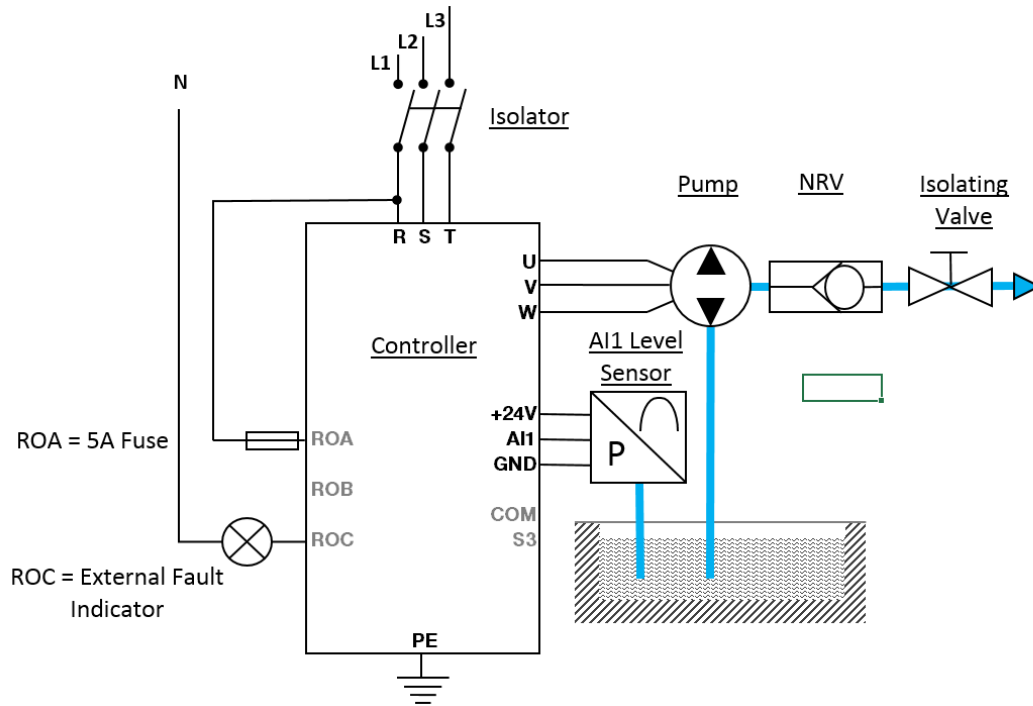 L3
L2
L1
N
Isolator
Pump
NRV
Isolating
Valve
R S T
U
V
W
Controller
AI1 Level
Sensor
+24V
AI1
GND
P
ROA = 5A Fuse
ROA
ROB
COM
S3
ROC
ROC = External Fault
Indicator
PE